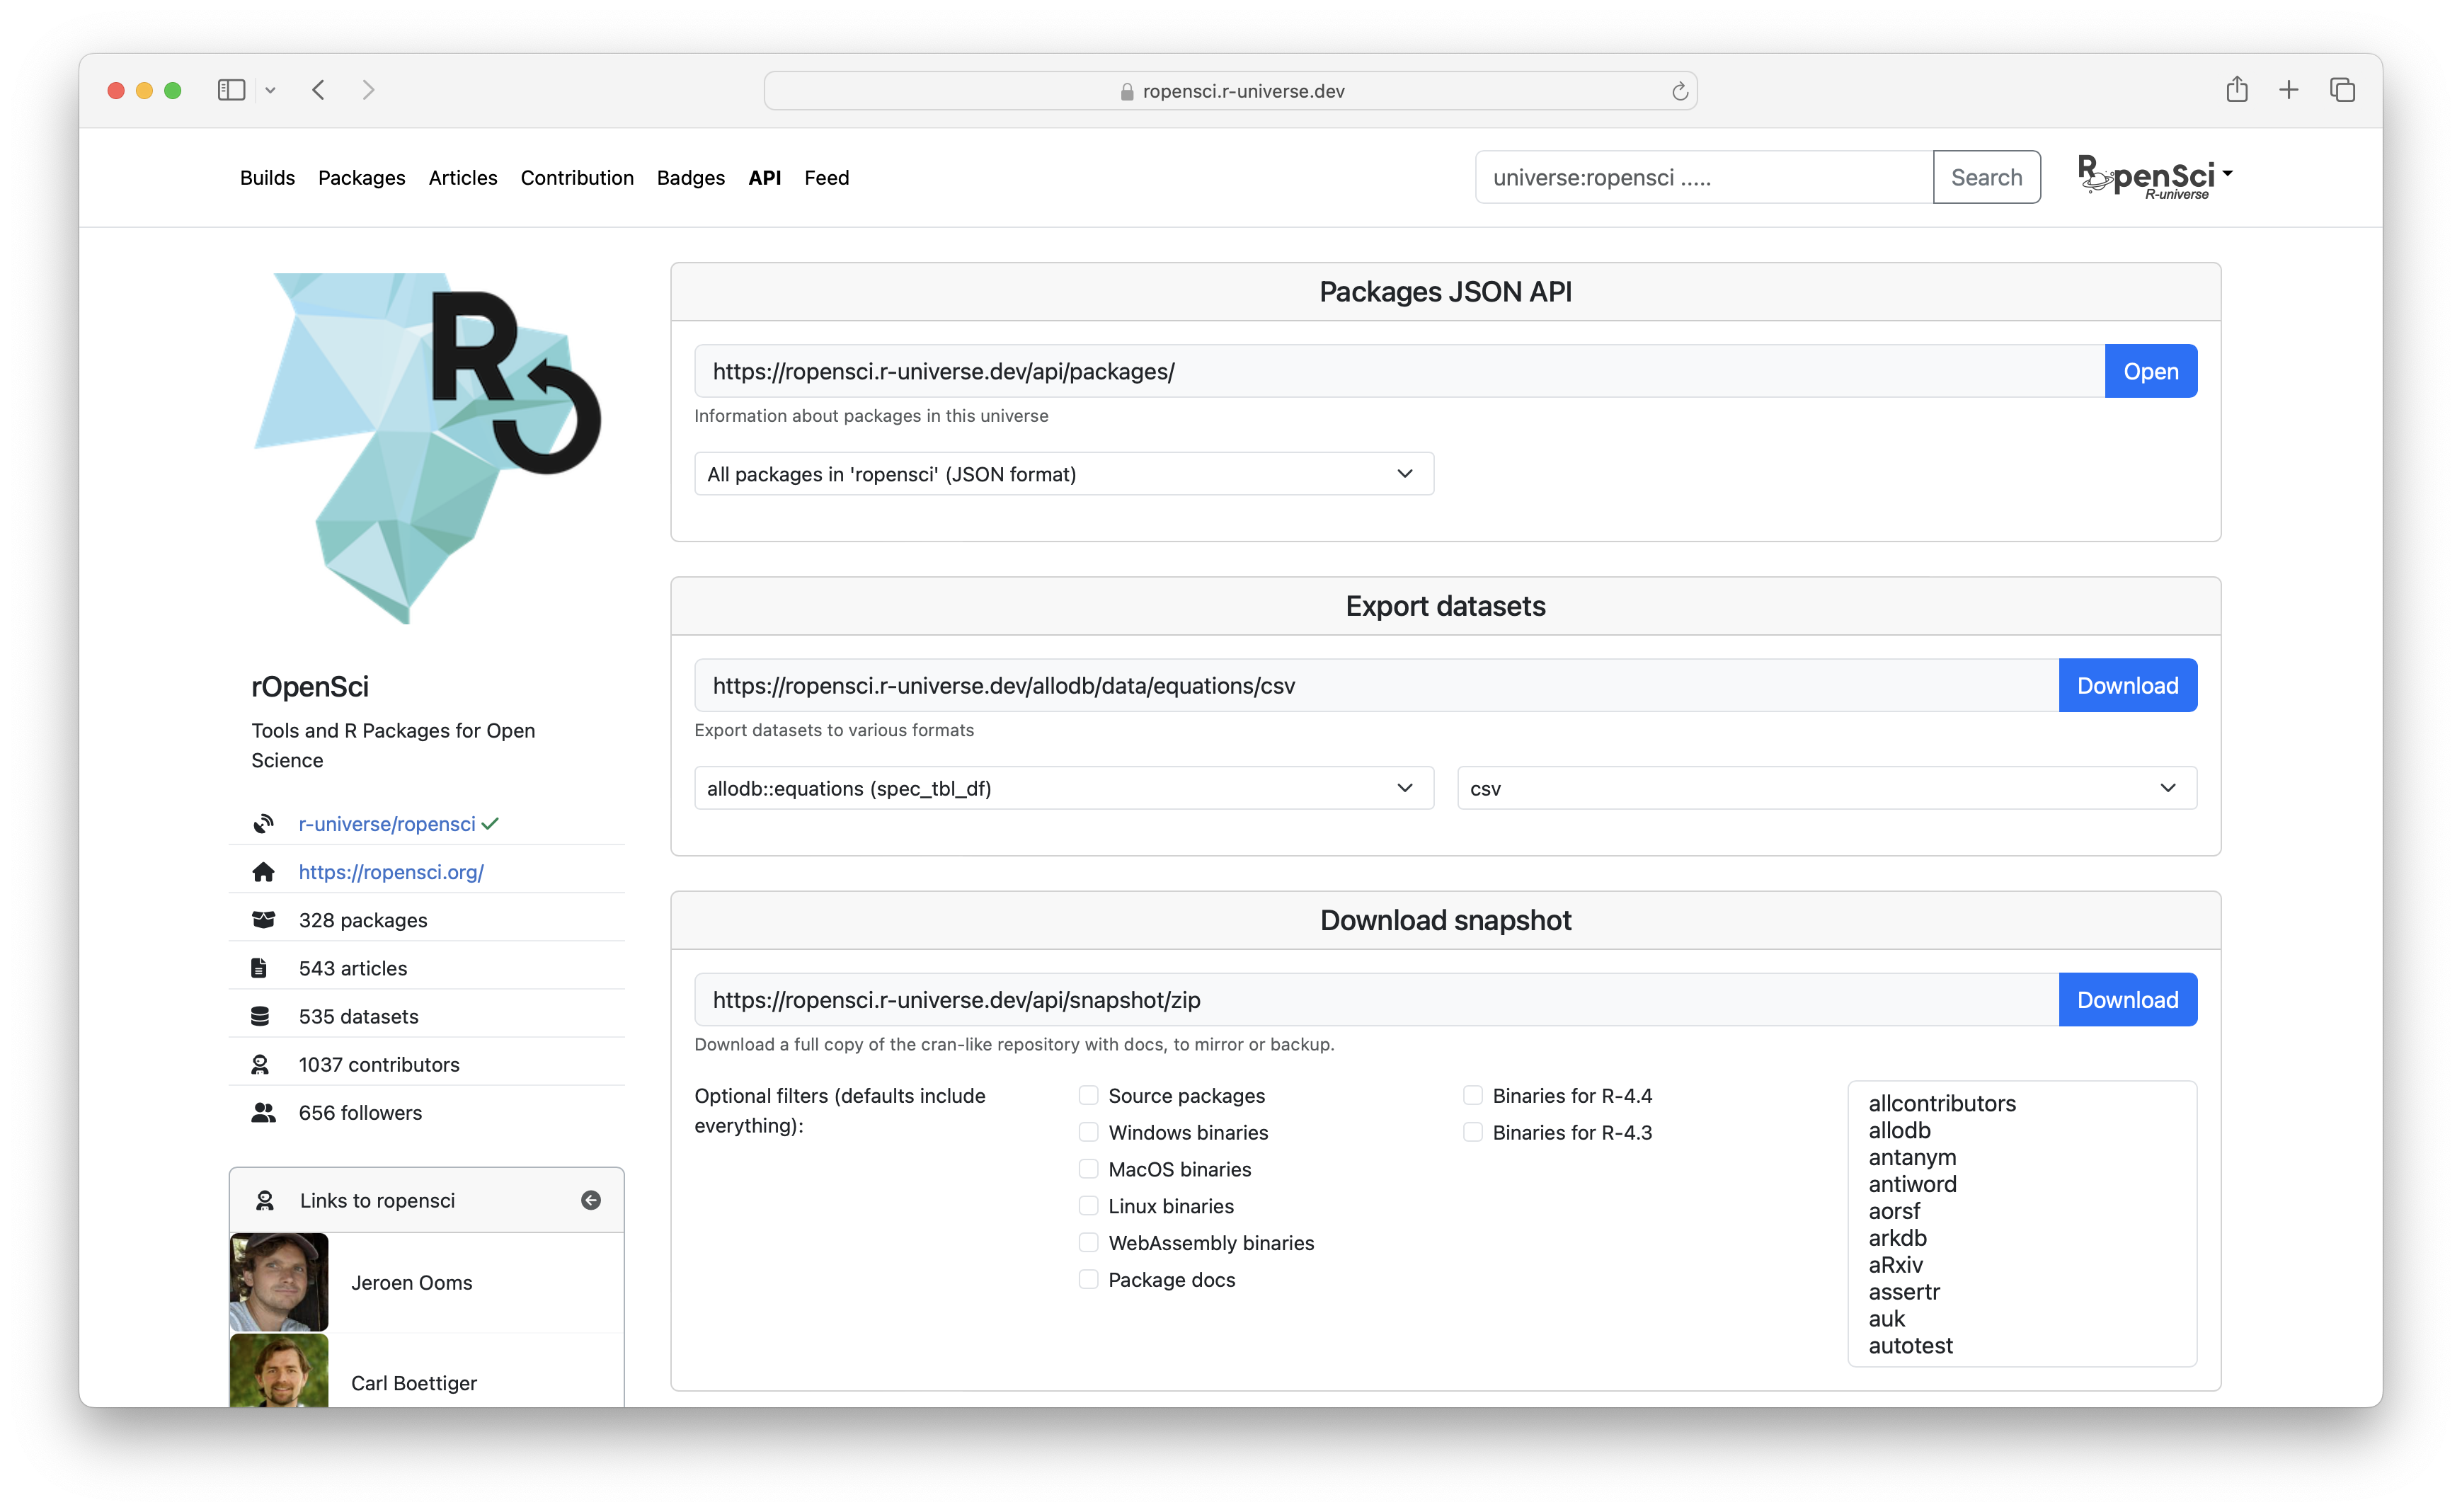 ropensci.r-universe.dev
Builds Packages Articles Contribution Badges API Feed
universe:ropensci ..... Search
RopenSci
R-universe
R
rOpenSci
Tools and R Packages for Open
Science
r-universe/ropensci
https://ropensci.org/
328 packages
543 articles
535 datasets
1037 contributors
656 followers
Links to ropensci
Jeroen Ooms
Carl Boettiger
Packages JSON API
https://ropensci.r-universe.dev/api/packages/ Open
Information about packages in this universe
All packages in 'ropensci' (JSON format)
Export datasets
https://ropensci.r-universe.dev/allodb/data/equations/csv Download
Export datasets to various formats
allodb::equations (spec_tbl_df) csv
Download snapshot
https://ropensci.r-universe.dev/api/snapshot/zip Download
Download a full copy of the cran-like repository with docs, to mirror or backup.
Optional filters (defaults include
everything):
Source packages
Windows binaries
MacOS binaries
Linux binaries
WebAssembly binaries
Package docs
Binaries for R-4.4
Binaries for R-4.3
allcontributors
allodb
antanym
antiword
aorsf
arkdb
aRxiv
assertr
auk
autotest